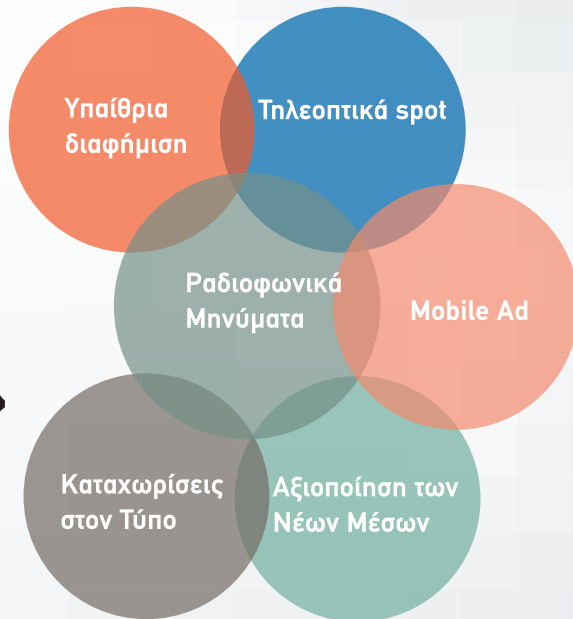 Υπαίθρια
διαφήμιση
Τηλεοπτικά spot
Ραδιοφωνικά
Μηνύματα
Mobile Ad
Καταχωρίσεις
στον Τύπο
Αξιοποίηση των
Νέων Μέσων